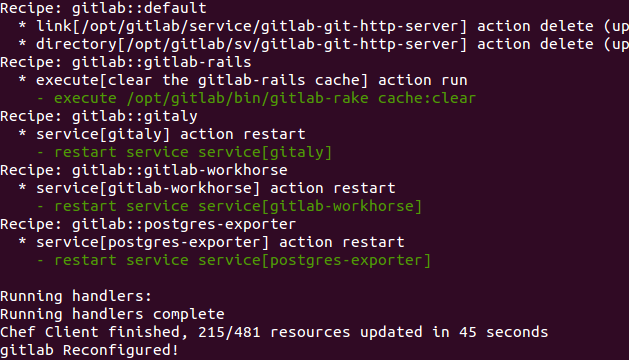 Recipe: gitlab::default
  * link[/opt/gitlab/service/gitlab-git-http-server] action delete (up
  * directory[/opt/gitlab/sv/gitlab-git-http-server] action delete (up
Recipe: gitlab::gitlab-rails
  * execute[clear the gitlab-rails cache] action run
    - execute /opt/gitlab/bin/gitlab-rake cache:clear
Recipe: gitlab::gitaly
  * service[gitaly] action restart
    - restart service service[gitaly]
Recipe: gitlab::gitlab-workhorse
  * service[gitlab-workhorse] action restart
    - restart service service[gitlab-workhorse]
Recipe: gitlab::postgres-exporter
  * service[postgres-exporter] action restart
    - restart service service[postgres-exporter]
Running handlers:
Running handlers complete
Chef Client finished, 215/481 resources updated in 45 seconds
gitlab Reconfigured!